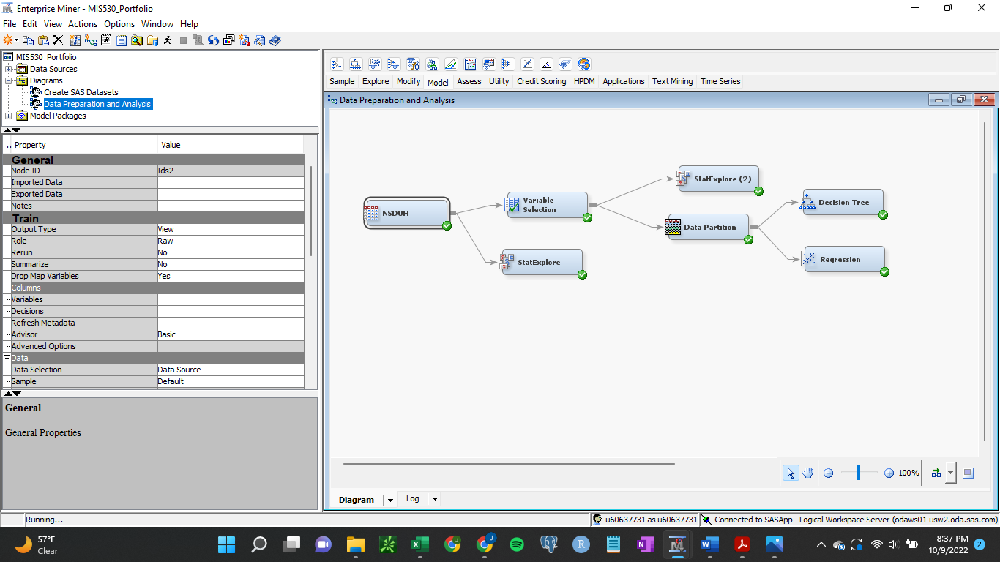 Enterprise Miner - MIS530_Portfolio
File Edit View Actions Options Window Help
MIS530_Portfolio
Data Sources
Diagrams
Create SAS Datasets
Data Preparation and Analysis
Model Packages
.. Property Value
General
Node ID Ids2
Imported Data
Exported Data
Notes
Train
Output Type View
Role Raw
Rerun No
Summarize No
Drop Map Variables Yes
Columns
Variables
Decisions
Refresh Metadata
Advisor Basic
Advanced Options
Data
Data Selection Data Source
Sample Default
General
General Properties
Sample Explore Modify Model Assess Utility Credit Scoring HPDM Applications Text Mining Time Series
Data Preparation and Analysis
NSDUH
Variable
Selection
StatExplore
StatExplore (2)
Data Partition
Decision Tree
Regression
100%
Diagram Log
Running... u60637731 as u60637731 Connected to SASApp - Logical Workspace Server (odaws01-usw2.oda.sas.com)
57°F
Clear
8:37 PM
10/9/2022
2